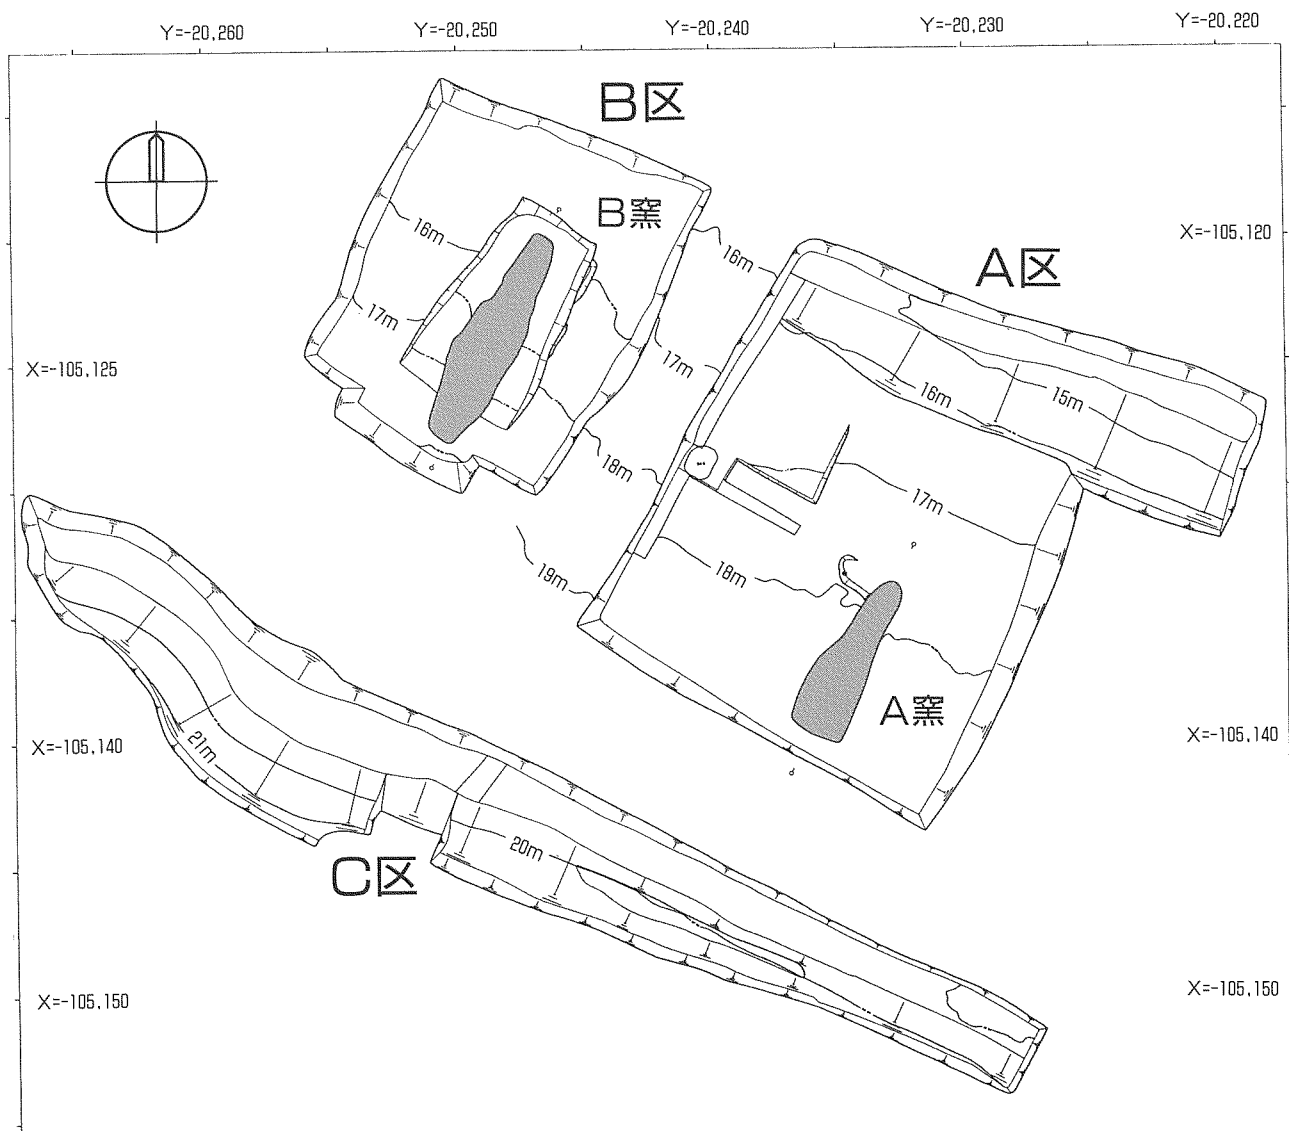 Y=-20,260
Y=-20,250
Y=-20,240
Y=-20,230
Y=-20,220
B区
B窯
16m
16m
X=-105,120
A区
17m
17m
X=-105,125
16m
15m
18m
17m
19m
18m
A窯
X=-105,140
21m
X=-105,140
20m
C区
X=-105,150
X=-105,150